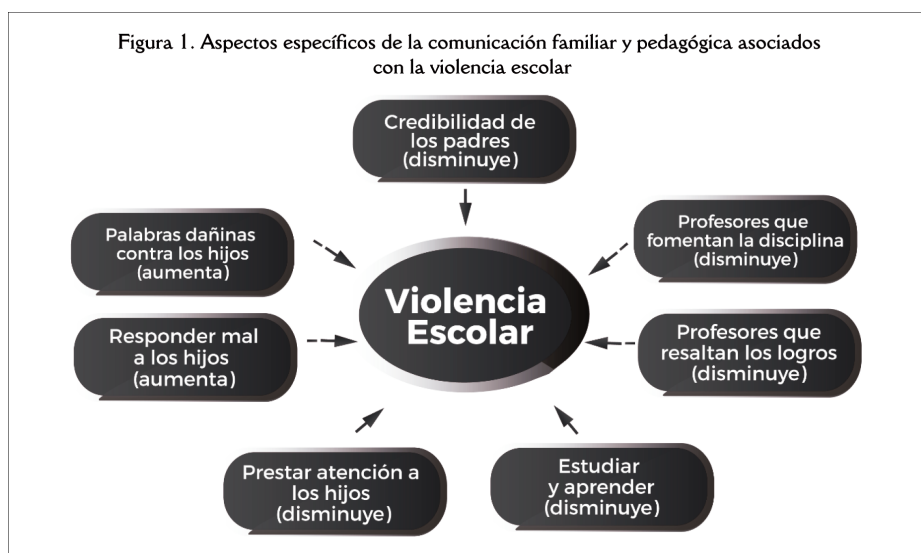 Figura 1. Aspectos específicos de la comunicación familiar y pedagógica asociados
con la violencia escolar
Credibilidad de
los padres
(disminuye)
Palabras dañinas
contra los hijos
(aumenta)
Profesores que
fomentan la disciplina
(disminuye)
Violencia
Escolar
Responder mal
a los hijos
(aumenta)
Profesores que
resaltan los logros
(disminuye)
Prestar atención a
los hijos
(disminuye)
Estudiar
y aprender
(disminuye)